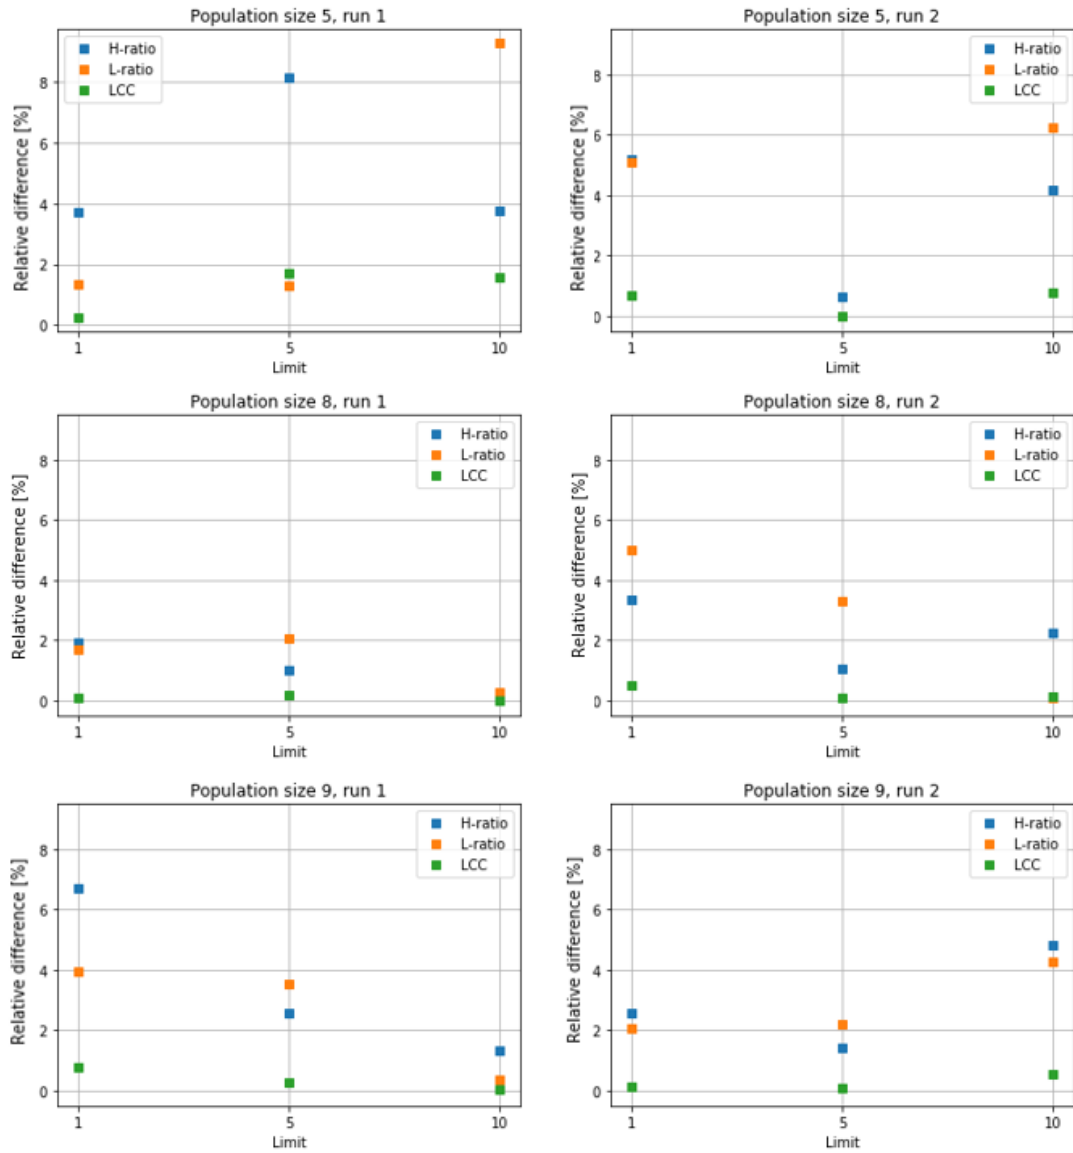 Population size 5, run 1
Relative difference [%]
8
6
4
2
0
H-ratio
L-ratio
LCC
1
5
10
Limit
Population size 5, run 2
Relative difference [%]
8
6
4
2
0
H-ratio
L-ratio
LCC
1
5
10
Limit
Population size 8, run 1
Relative difference [%]
8
6
4
2
0
H-ratio
L-ratio
LCC
1
5
10
Limit
Population size 8, run 2
Relative difference [%]
8
6
4
2
0
H-ratio
L-ratio
LCC
1
5
10
Limit
Population size 9, run 1
Relative difference [%]
8
6
4
2
0
H-ratio
L-ratio
LCC
1
5
10
Limit
Population size 9, run 2
Relative difference [%]
8
6
4
2
0
H-ratio
L-ratio
LCC
1
5
10
Limit